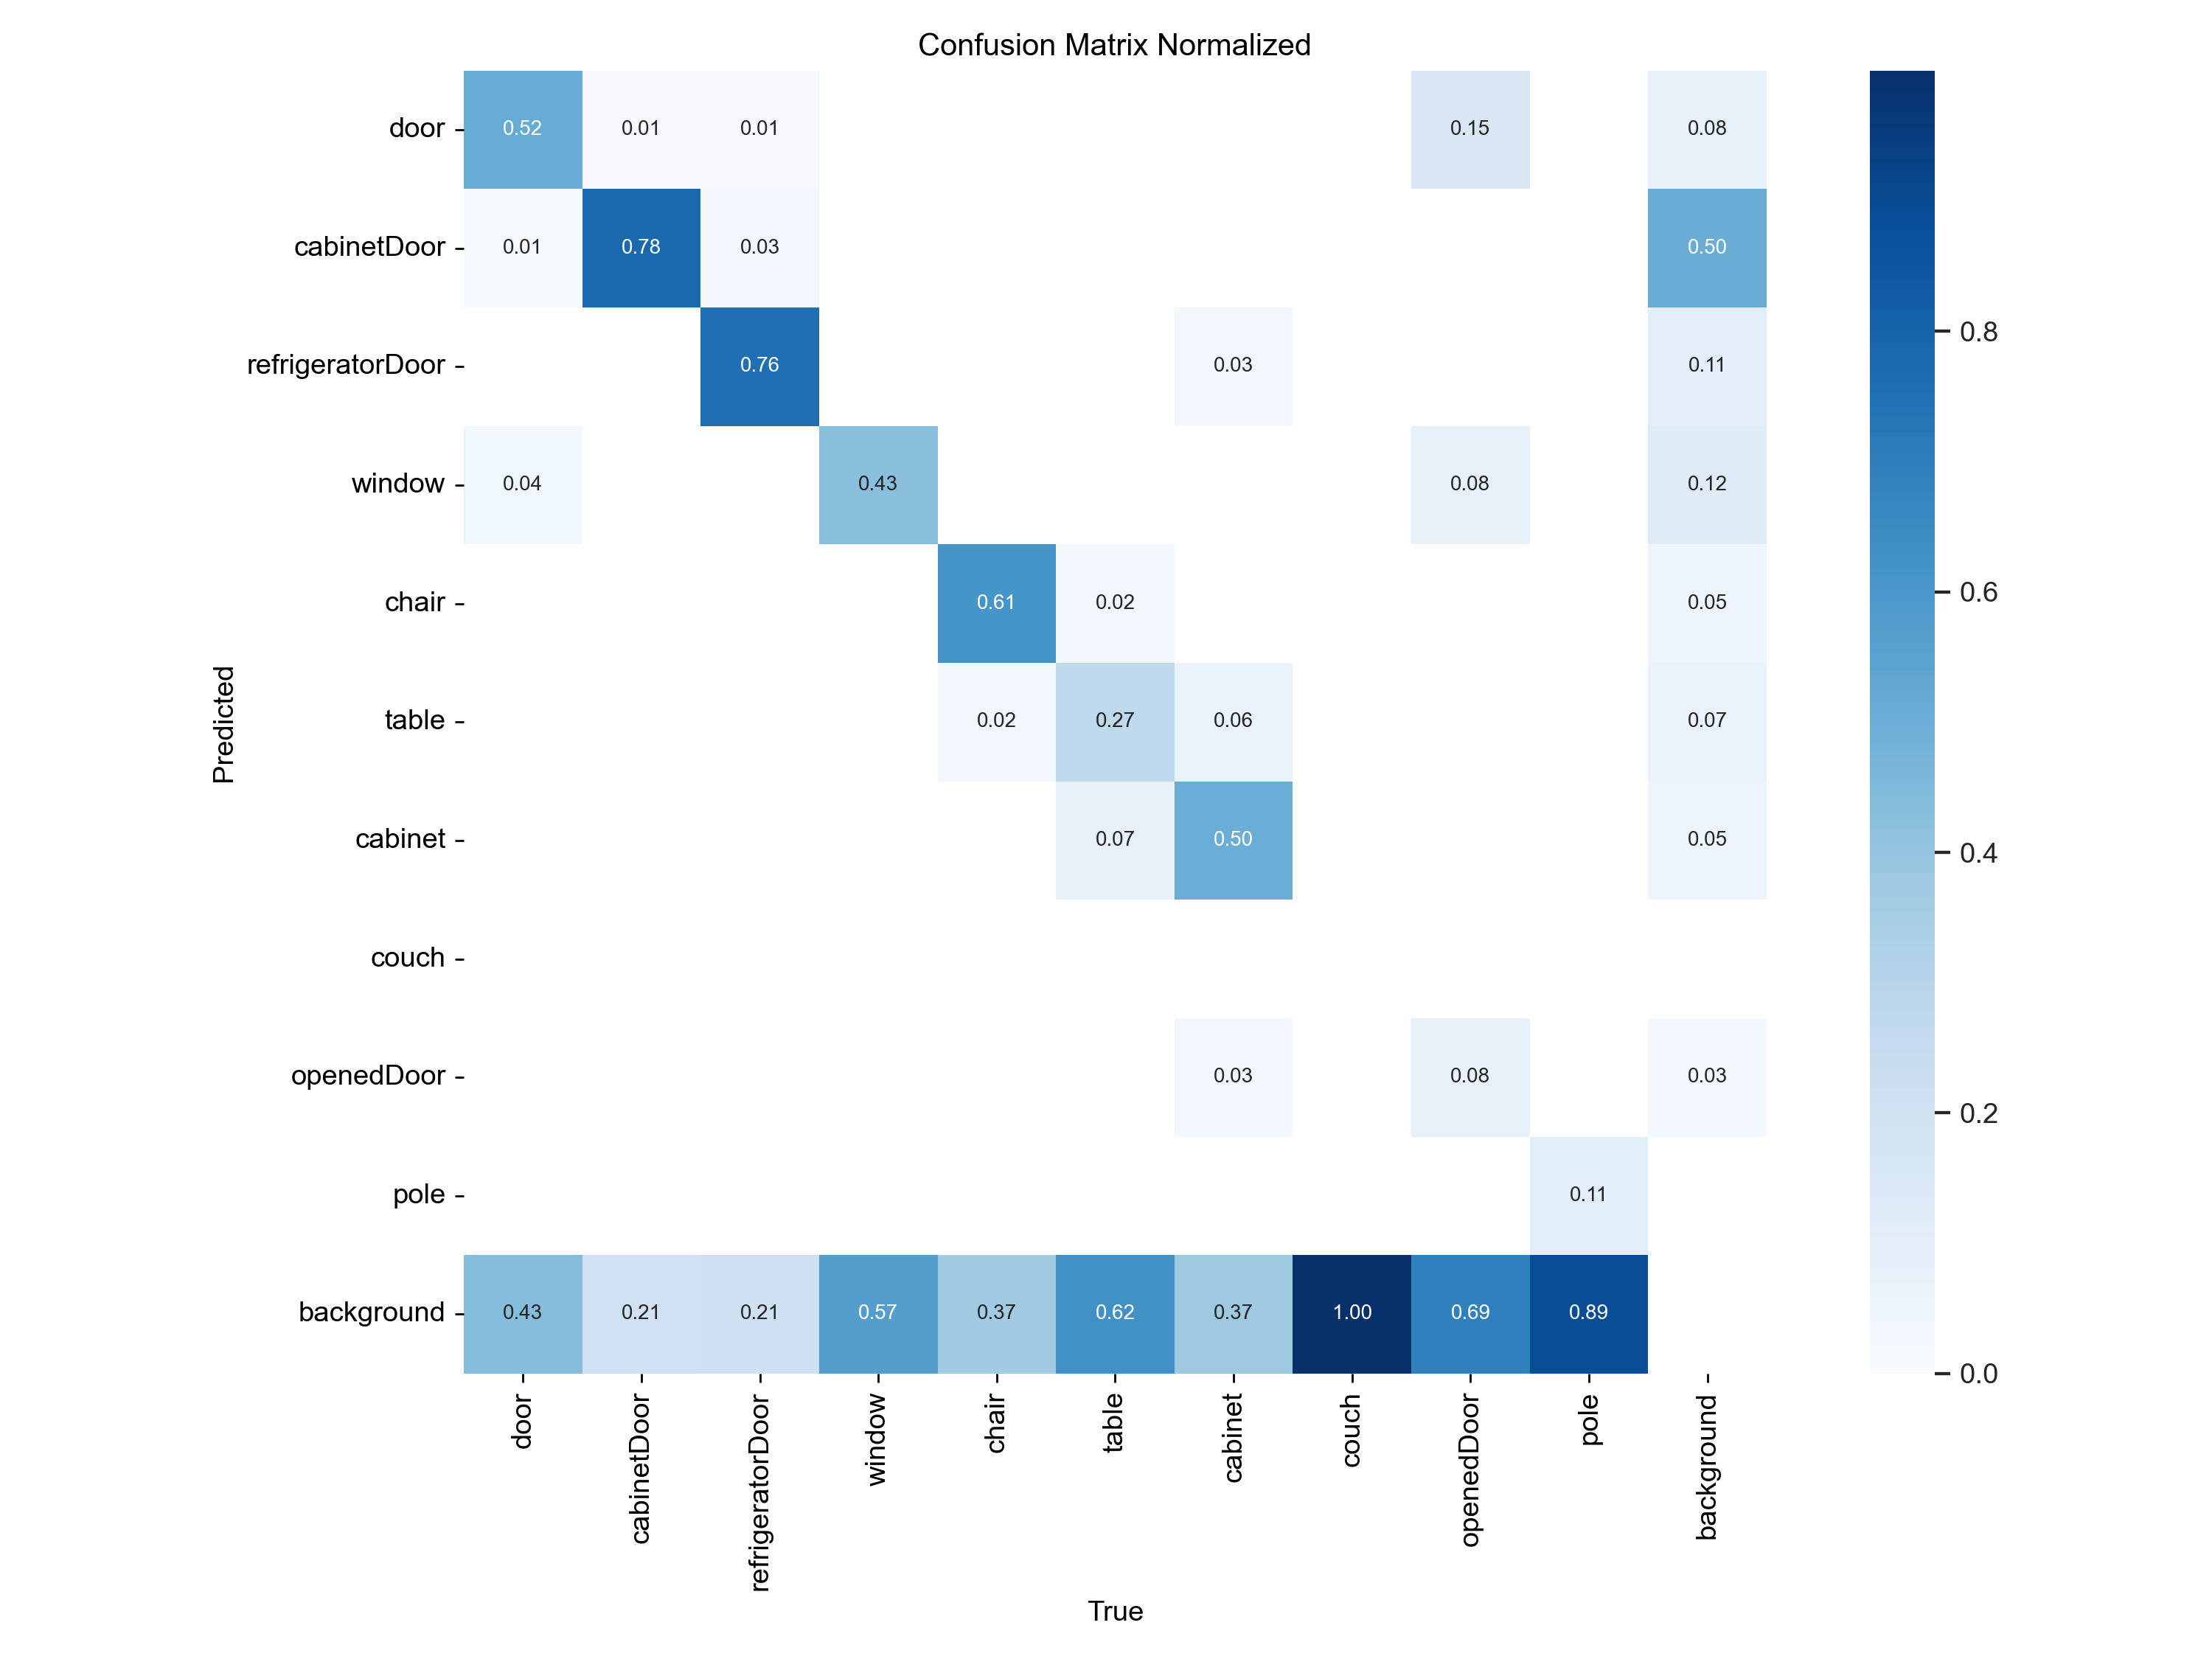 Confusion Matrix Normalized
door
0.52
0.01
0.01
0.15
0.08
cabinetDoor
0.01
0.78
0.03
0.50
refrigeratorDoor
0.76
0.03
0.11
window
0.04
0.43
0.08
0.12
chair
0.61
0.02
0.05
table
0.02
0.27
0.06
0.07
cabinet
0.07
0.50
0.05
couch
openedDoor
0.03
0.08
0.03
pole
0.11
background
0.43
0.21
0.21
0.57
0.37
0.62
0.37
1.00
0.69
0.89
Predicted
door
cabinetDoor
refrigeratorDoor
window
chair
table
cabinet
couch
openedDoor
pole
background
True
0.8
0.6
0.4
0.2
0.0